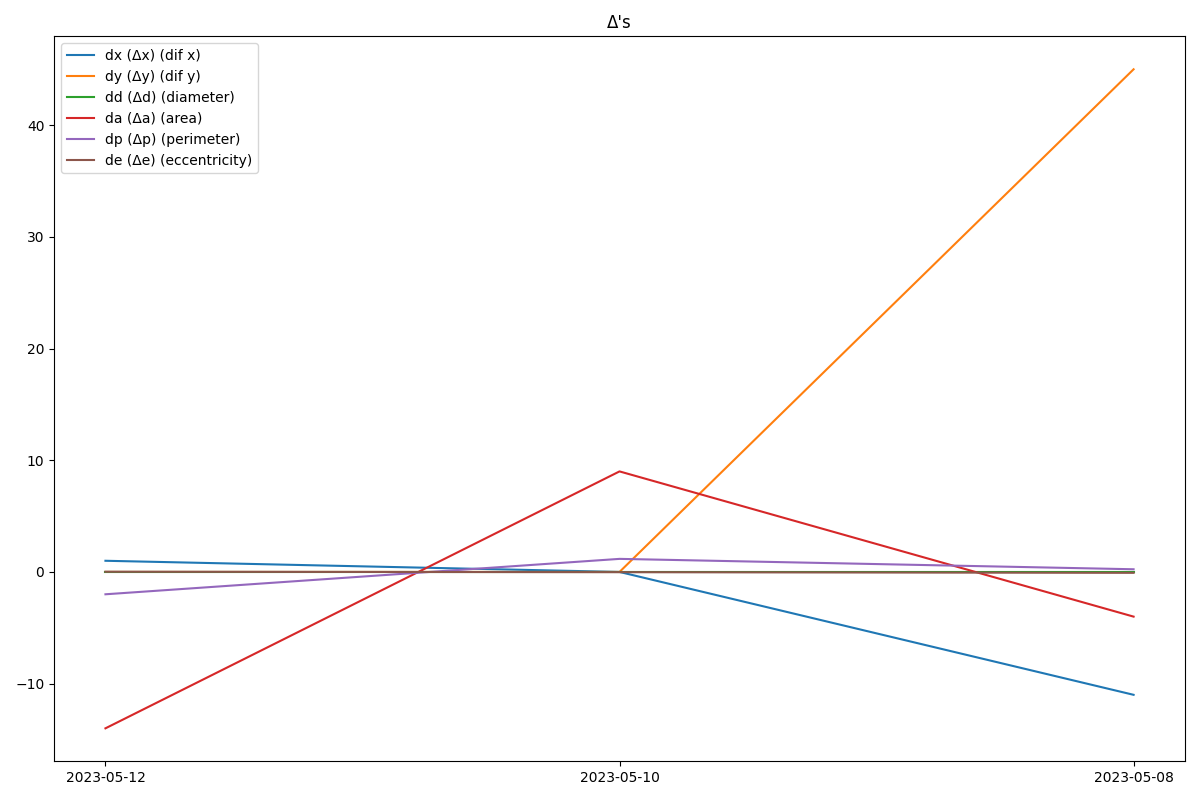 Δ's
dx (Δx) (dif x)
dy (Δy) (dif y)
dd (Δd) (diameter)
da (Δa) (area)
dp (Δp) (perimeter)
de (Δe) (eccentricity)
40
30
20
10
0
−10
2023-05-12 2023-05-10 2023-05-08